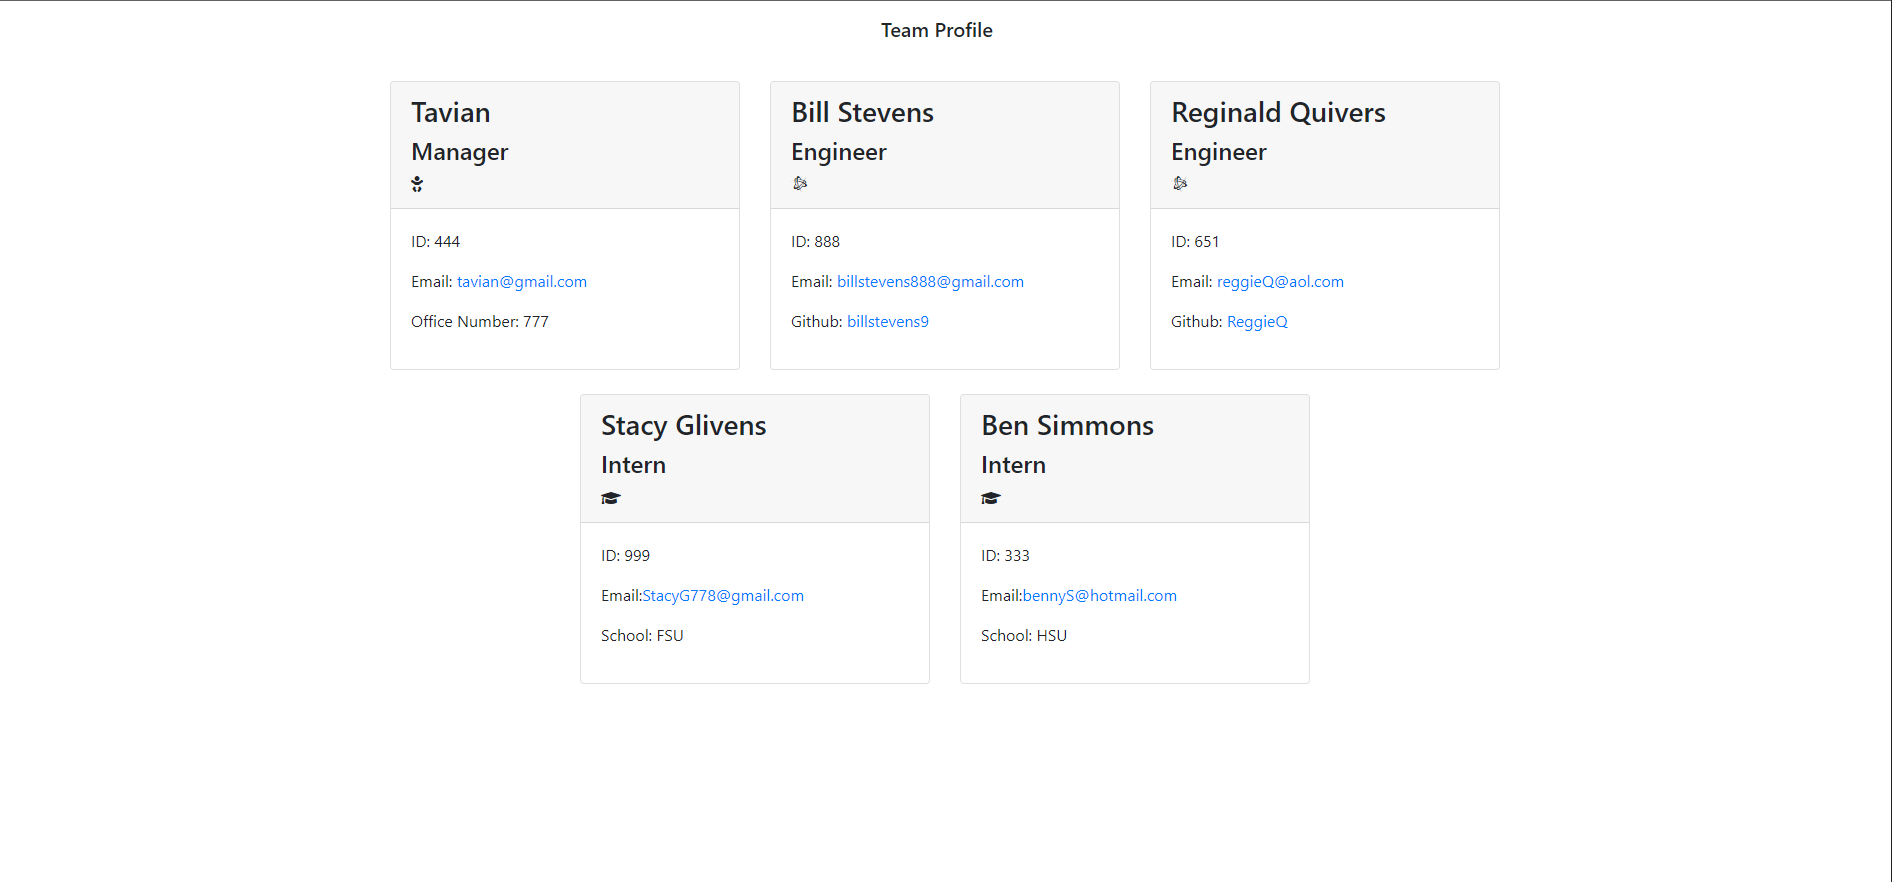 Team Profile
Tavian
Manager
ID: 444
Email: tavian@gmail.com
Office Number: 777
Bill Stevens
Engineer
ID: 888
Email: billstevens888@gmail.com
Github: billstevens9
Reginald Quivers
Engineer
ID: 651
Email: reggieQ@aol.com
Github: ReggieQ
Stacy Glivens
Intern
ID: 999
Email:StacyG778@gmail.com
School: FSU
Ben Simmons
Intern
ID: 333
Email:bennyS@hotmail.com
School: HSU